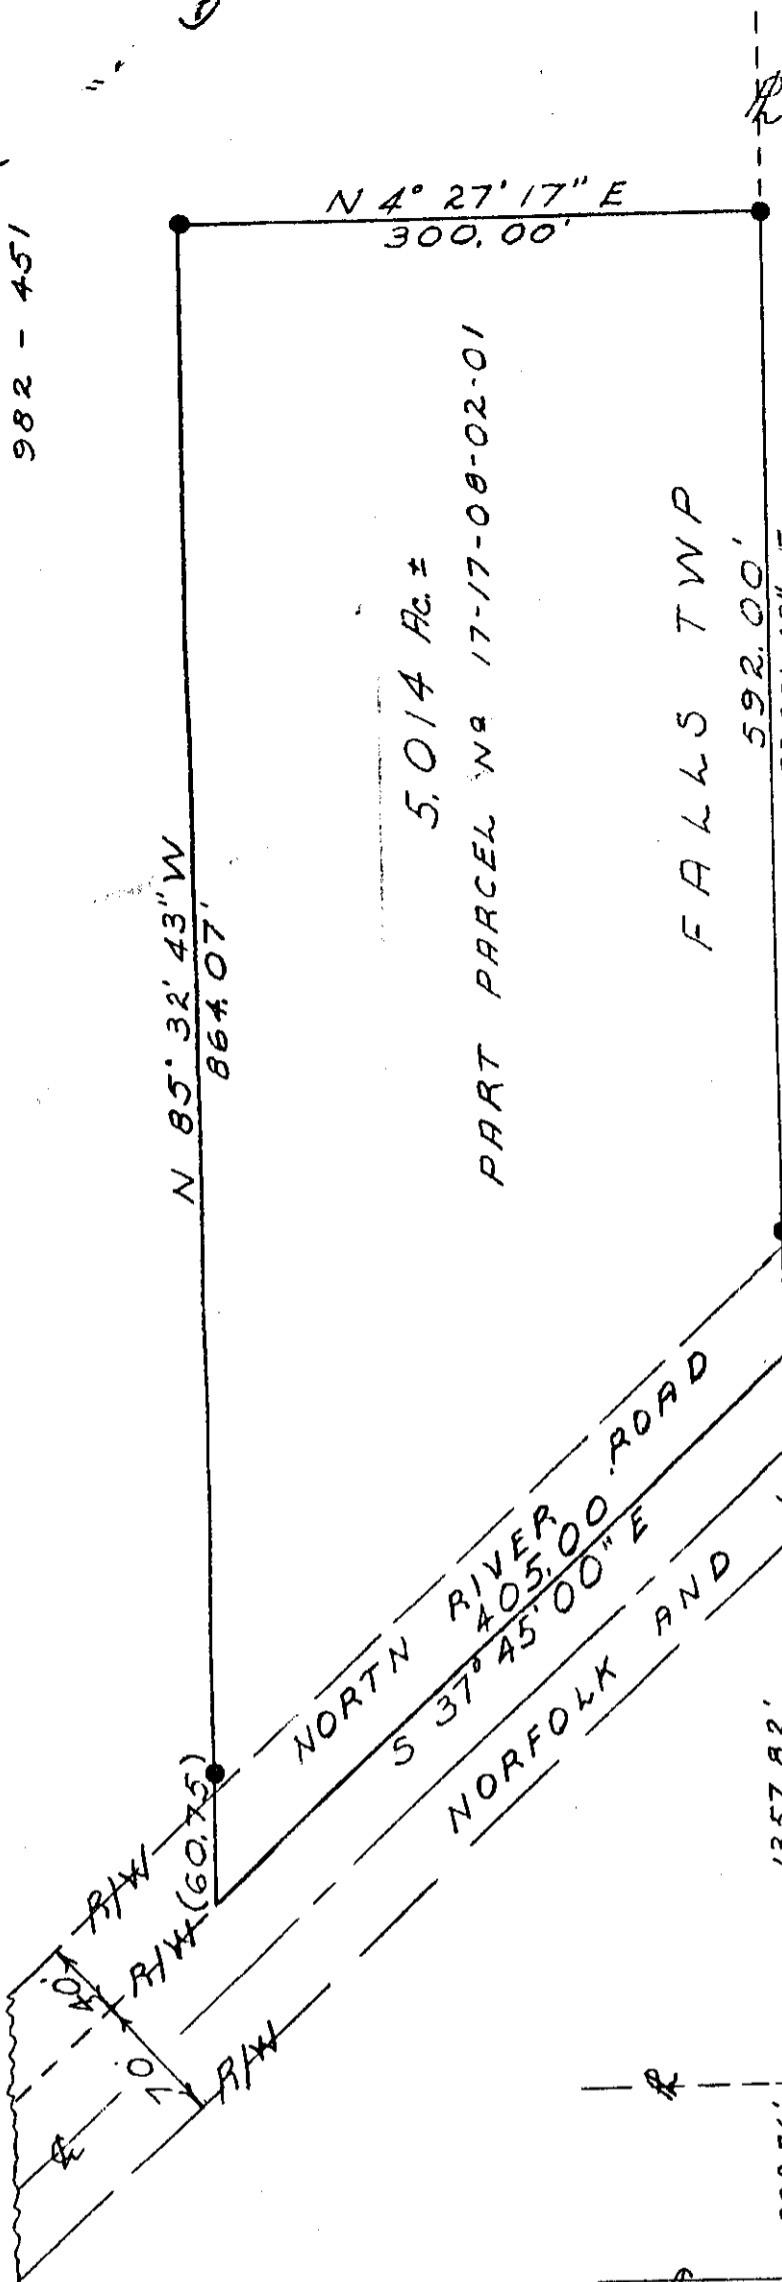 982 - 451
N 4° 27' 17" E
300.00'
N 85° 32' 43" W
864.07'
5.014 Ac. ±
PART PARCEL Nº 17-17-08-02-01
FALLS TWP
592.00'
NORTN RIVER ROAD
405.00
S 37° 45' 00" E
NORFOLK AND
(60.75)
R/W
R/W
R/W
40
70